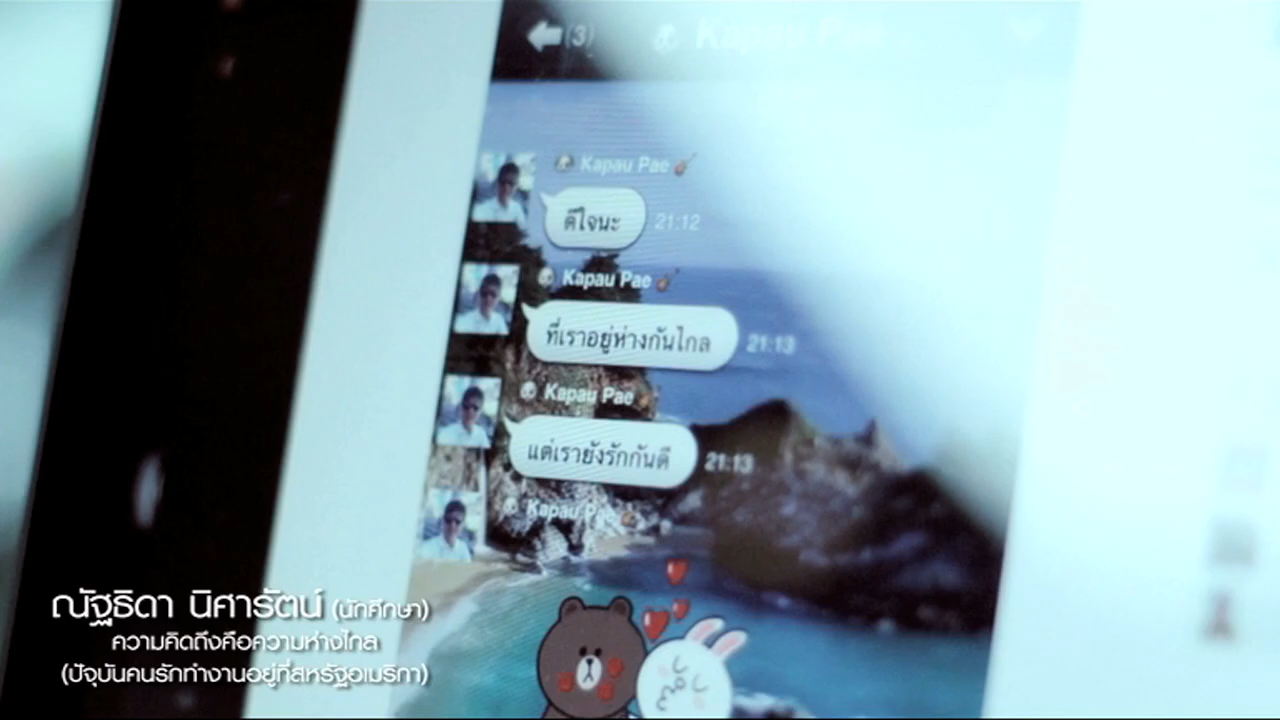 (3) Kapau Pae
Kapau Pae
ดีใจนะ 21:12
Kapau Pae
ที่เราอยู่ห่างกันไกล 21:13
Kapau Pae
แต่เรายังรักกันดี 21:13
Kapau Pae
ณัฐธิดา นิศารัตน์ (นักศึกษา)
ความคิดถึงคือความห่างไกล
(ปัจจุบันคนรักทำงานอยู่ที่สหรัฐอเมริกา)